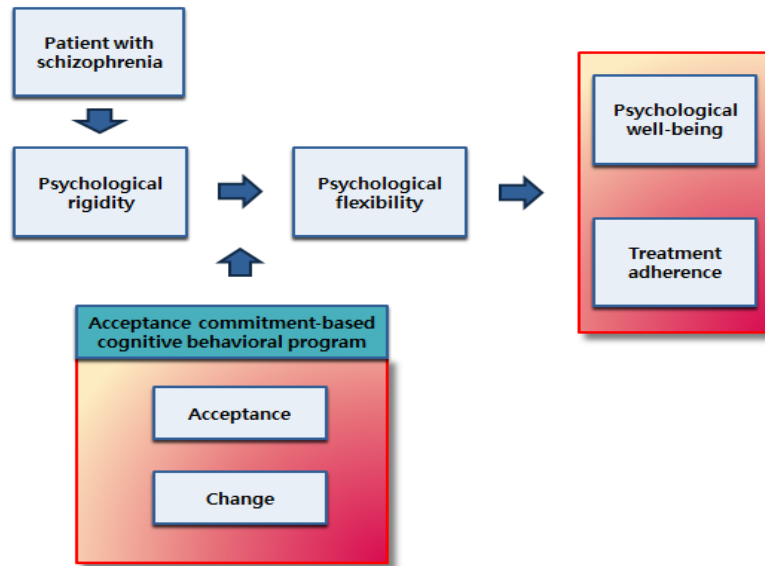 Patient with
schizophrenia
Psychological
rigidity
Psychological
flexibility
Psychological
well-being
Treatment
adherence
Acceptance commitment-based
cognitive behavioral program
Acceptance
Change